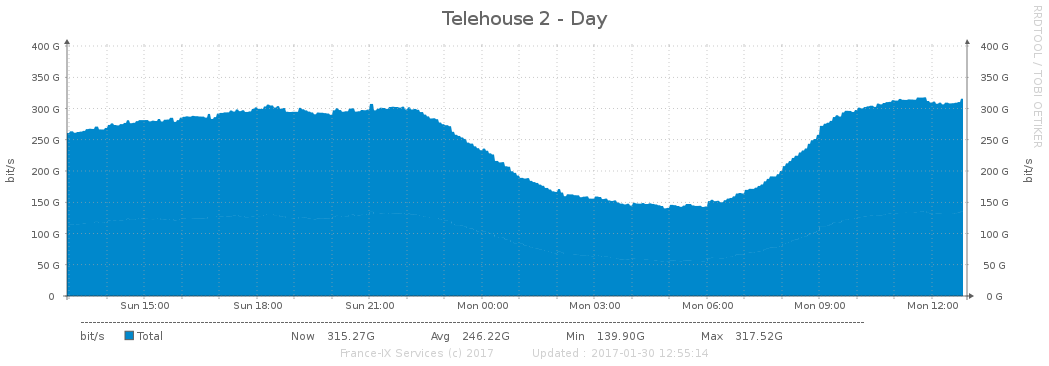 Telehouse 2 - Day
RRDTOOL / TOBI OETIKER
bit/s
bit/s
400 G
400 G
350 G
350 G
300 G
300 G
250 G
250 G
200 G
200 G
150 G
150 G
100 G
100 G
50 G
50 G
0
0 G
Sun 15:00 Sun 18:00 Sun 21:00 Mon 00:00 Mon 03:00 Mon 06:00 Mon 09:00 Mon 12:00
bit/s Total Now 315.27G Avg 246.22G Min 139.90G Max 317.52G
France-IX Services (c) 2017 Updated : 2017-01-30 12:55:14